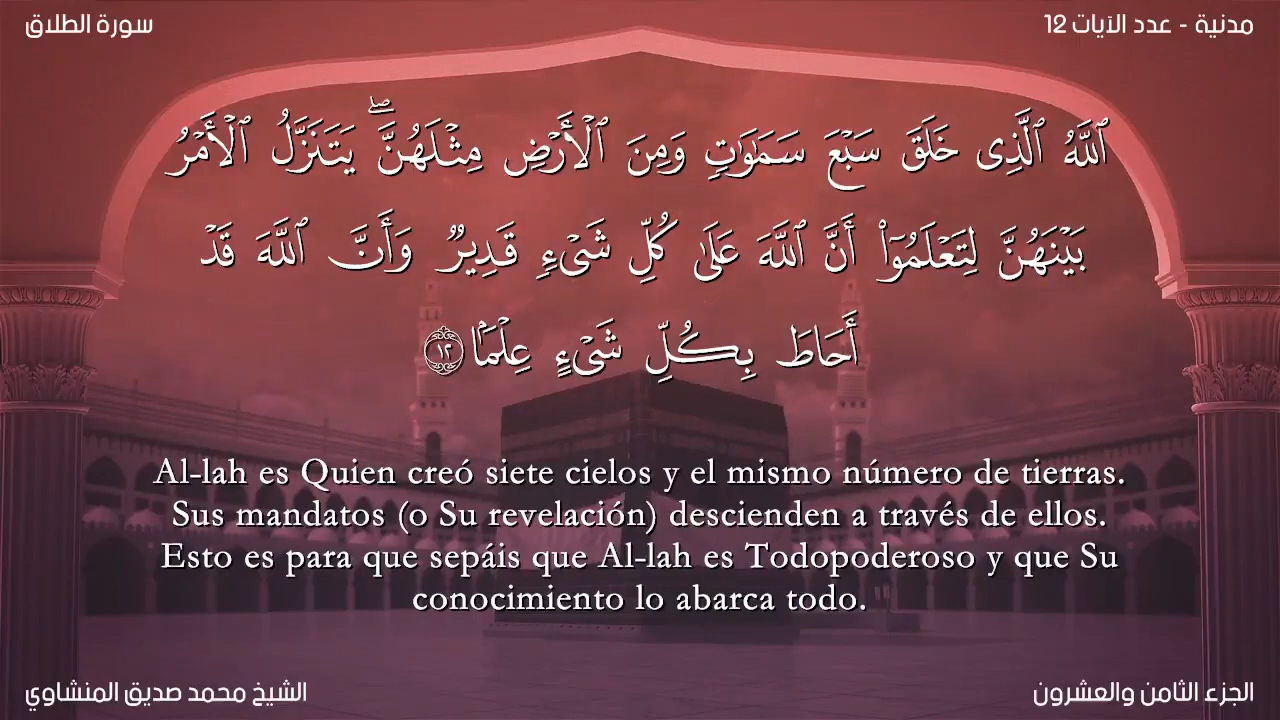 سورة الطلاق
مدنية - عدد الآيات 12
ٱللَّهُ ٱلَّذِى خَلَقَ سَبْعَ سَمَٰوَٰتٍ وَمِنَ ٱلْأَرْضِ مِثْلَهُنَّ ۖ يَتَنَزَّلُ ٱلْأَمْرُ
بَيْنَهُنَّ لِتَعْلَمُوٓا۟ أَنَّ ٱللَّهَ عَلَىٰ كُلِّ شَىْءٍ قَدِيرٌ وَأَنَّ ٱللَّهَ قَدْ
أَحَاطَ بِكُلِّ شَىْءٍ عِلْمًۢا ١٢
Al-lah es Quien creó siete cielos y el mismo número de tierras.
Sus mandatos (o Su revelación) descienden a través de ellos.
Esto es para que sepáis que Al-lah es Todopoderoso y que Su
conocimiento lo abarca todo.
الشيخ محمد صديق المنشاوي
الجزء الثامن والعشرون